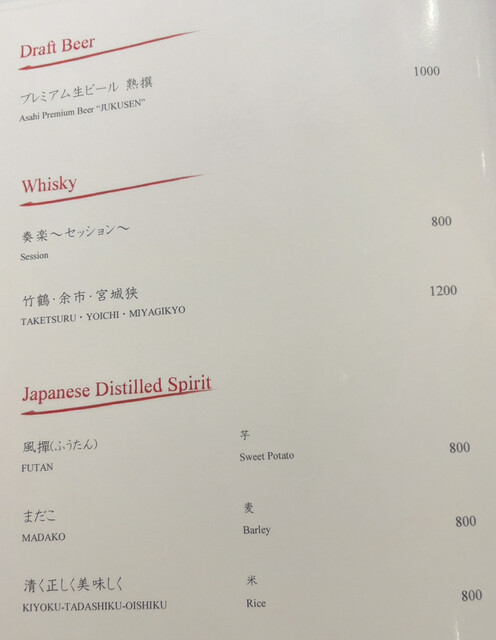 Draft Beer
プレミアム生ビール 熟撰 1000
Asahi Premium Beer "JUKUSEN"
Whisky
奏楽～セッション～ 800
Session
竹鶴・余市・宮城狭 1200
TAKETSURU・YOICHI・MIYAGIKYO
Japanese Distilled Spirit
風揮(ふうたん) 芋 800
FUTAN Sweet Potato
まだこ 麦 800
MADAKO Barley
清く正しく美味しく 米 800
KIYOKU-TADASHIKU-OISHIKU Rice